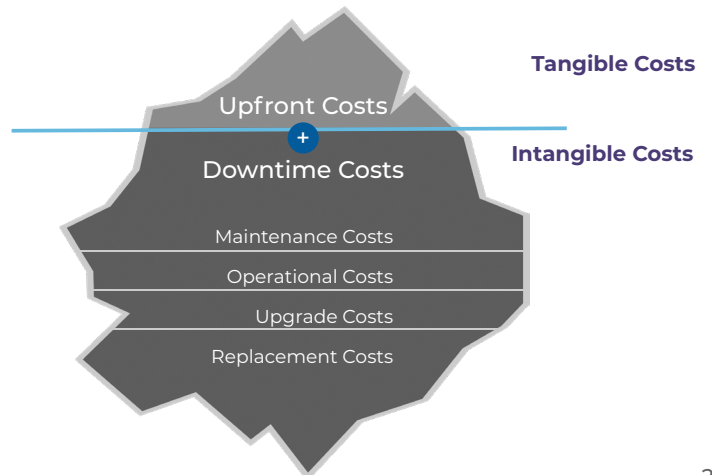 Tangible Costs
Upfront Costs
+
Intangible Costs
Downtime Costs
Maintenance Costs
Operational Costs
Upgrade Costs
Replacement Costs
a